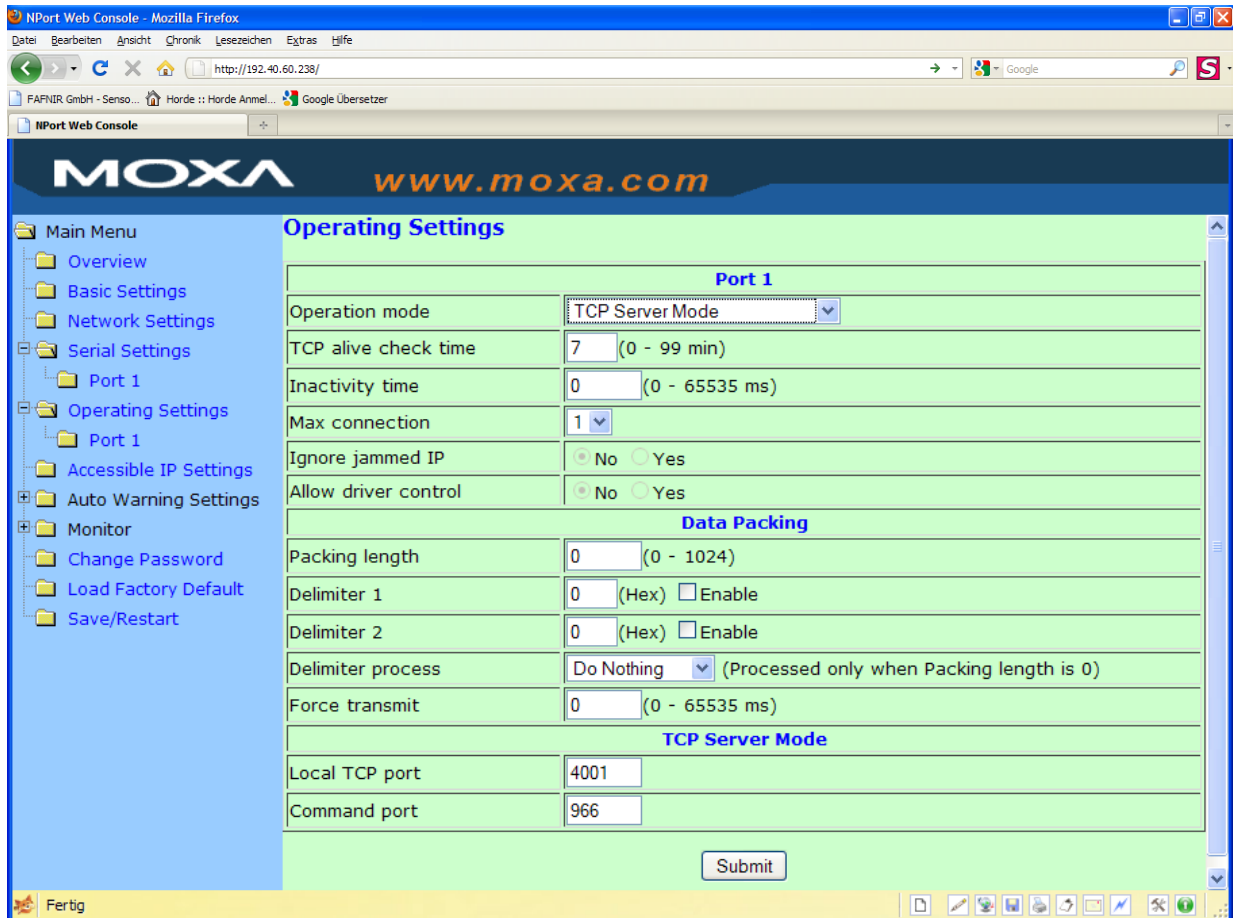 NPort Web Console - Mozilla Firefox
Datei Bearbeiten Ansicht Chronik Lesezeichen Extras Hilfe
http://192.40.60.238/
Google
FAFNIR GmbH - Senso... Horde :: Horde Anmel... Google Übersetzer
NPort Web Console
MOXA www.moxa.com
Main Menu
Overview
Basic Settings
Network Settings
Serial Settings
Port 1
Operating Settings
Port 1
Accessible IP Settings
Auto Warning Settings
Monitor
Change Password
Load Factory Default
Save/Restart
Operating Settings
Port 1
Operation mode TCP Server Mode
TCP alive check time 7 (0 - 99 min)
Inactivity time 0 (0 - 65535 ms)
Max connection 1
Ignore jammed IP No Yes
Allow driver control No Yes
Data Packing
Packing length 0 (0 - 1024)
Delimiter 1 0 (Hex) Enable
Delimiter 2 0 (Hex) Enable
Delimiter process Do Nothing (Processed only when Packing length is 0)
Force transmit 0 (0 - 65535 ms)
TCP Server Mode
Local TCP port 4001
Command port 966
Submit
Fertig